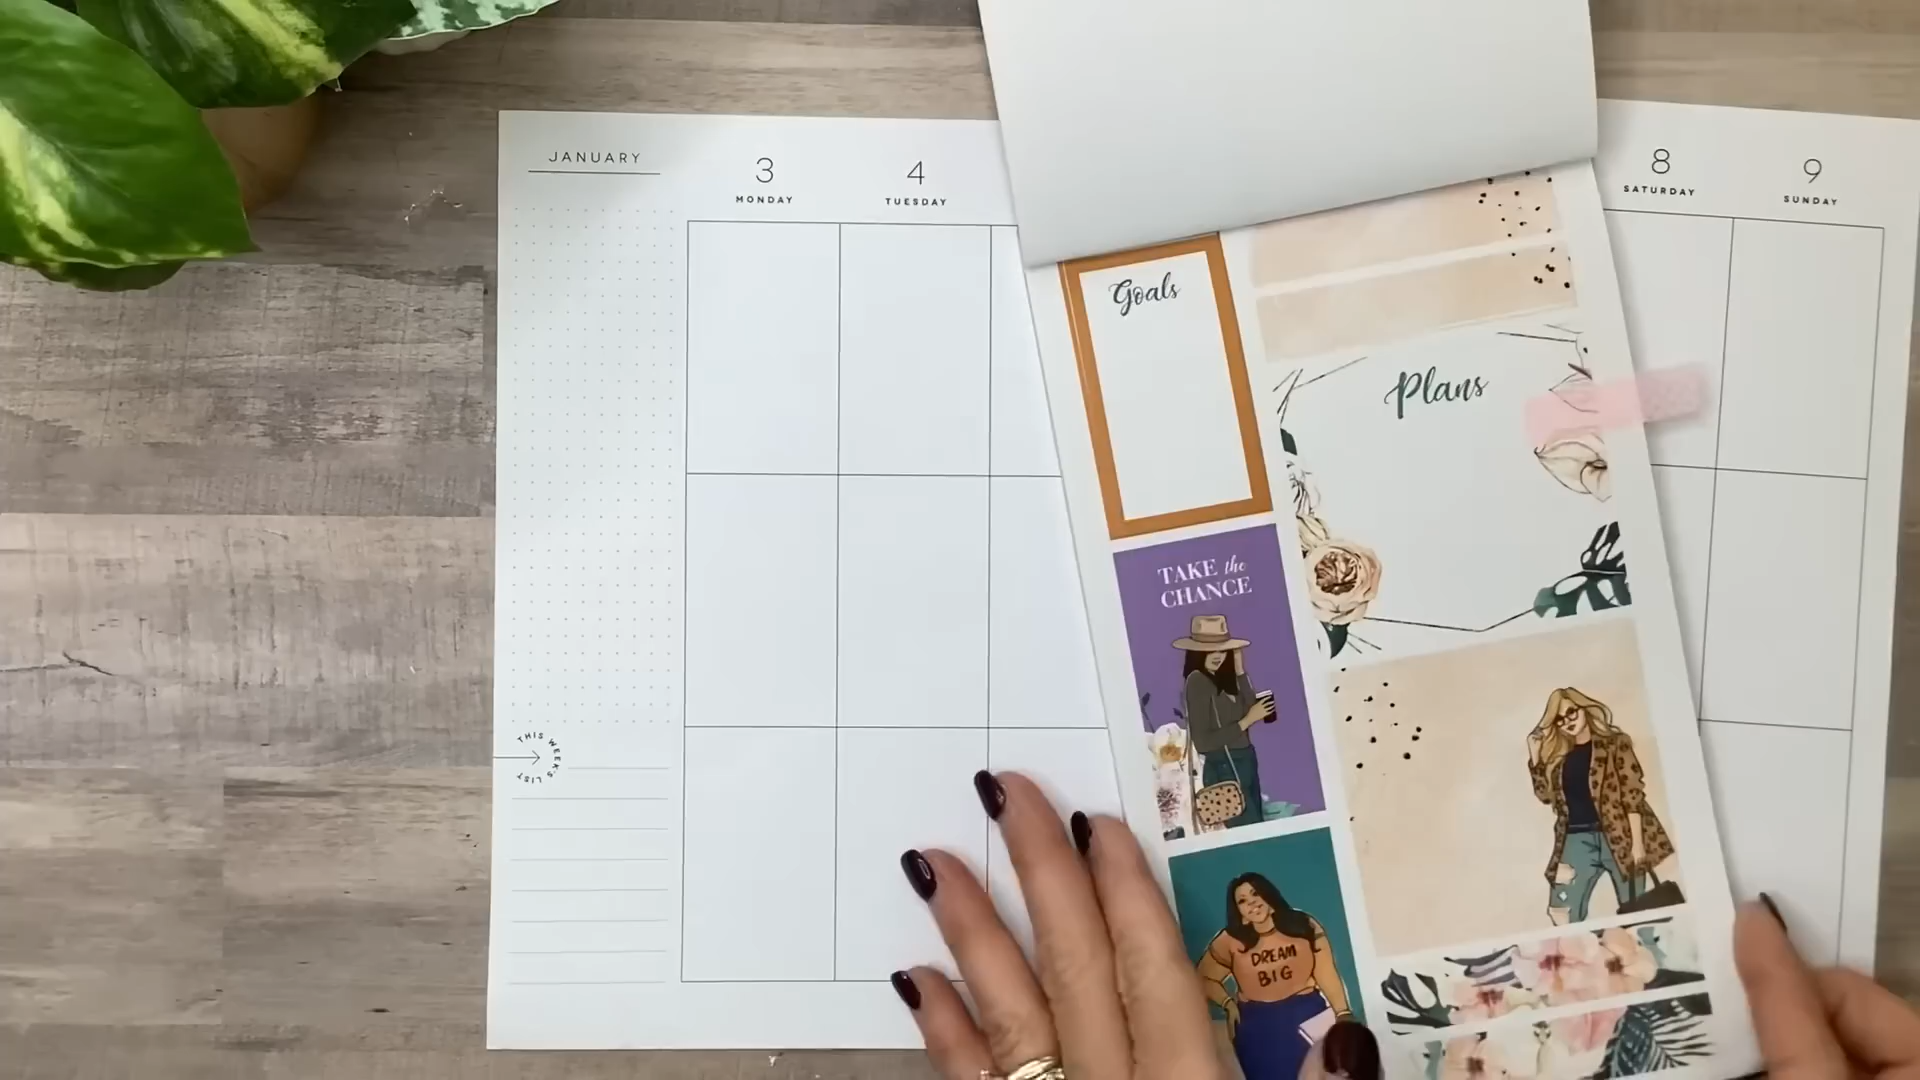 JANUARY
3
MONDAY
4
TUESDAY
8
SATURDAY
9
SUNDAY
THIS WEEK'S LIST
Goals
Plans
TAKE the
CHANCE
DREAM
BIG